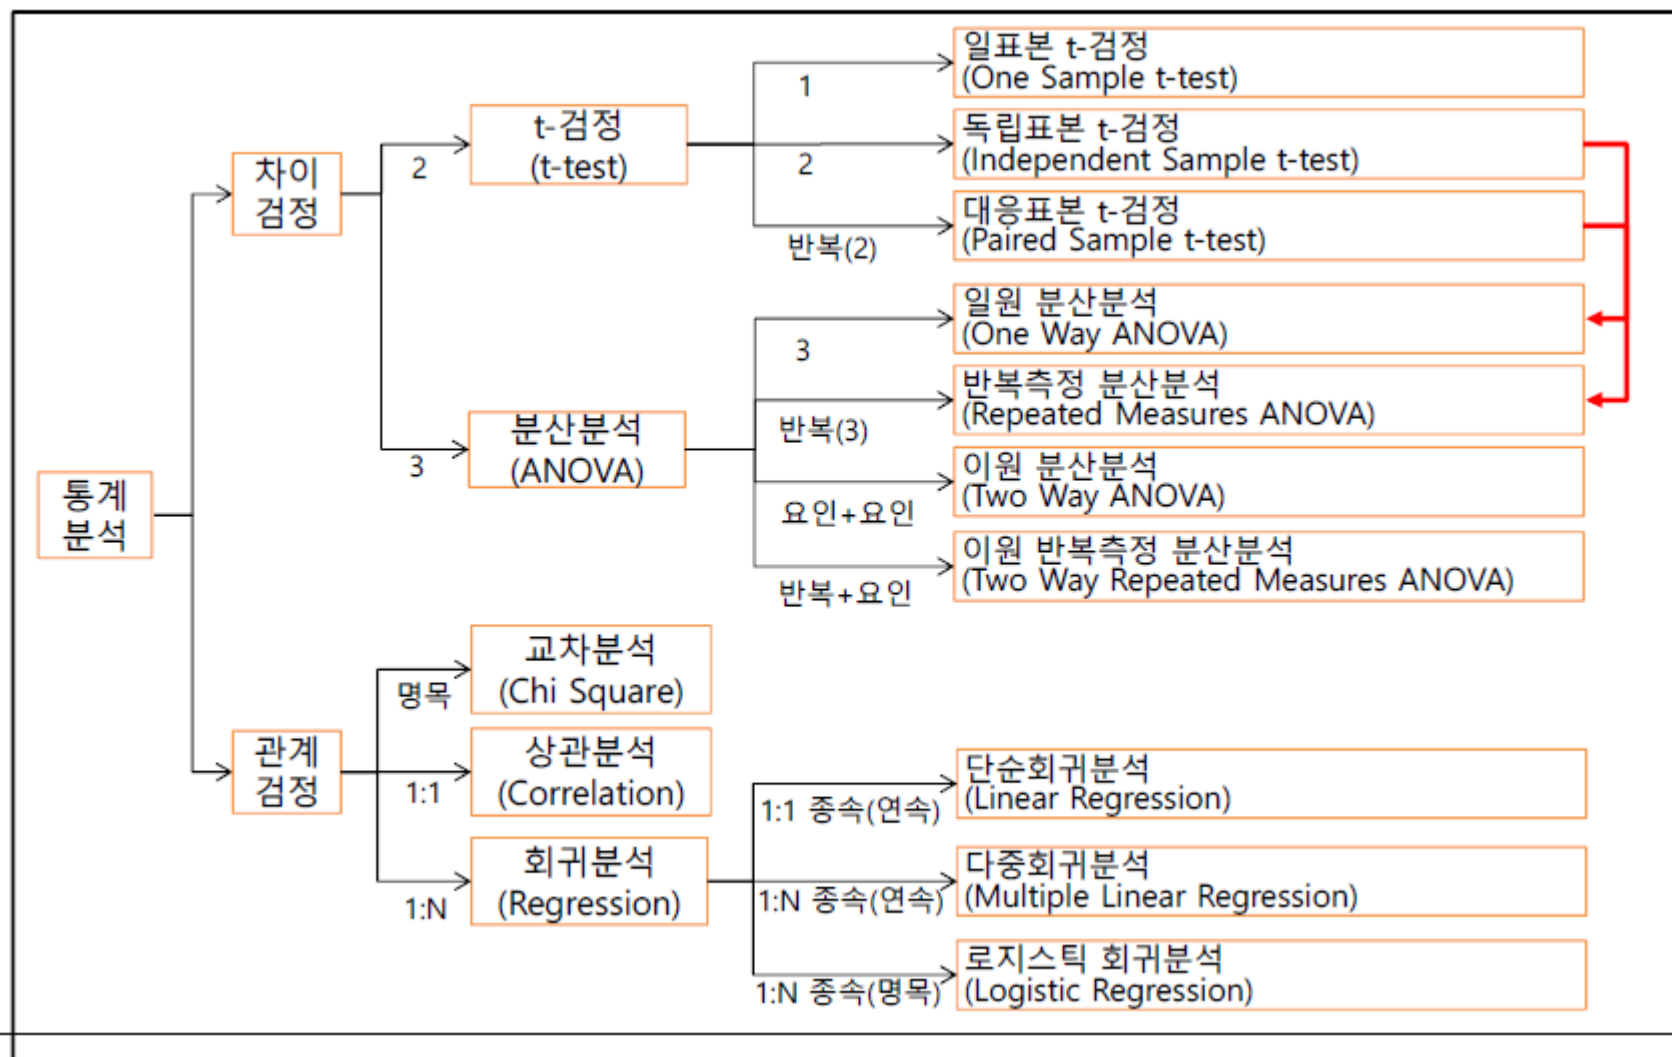 통계
분석
차이
검정
2
t-검정
(t-test)
1
일표본 t-검정
(One Sample t-test)
2
독립표본 t-검정
(Independent Sample t-test)
반복(2)
대응표본 t-검정
(Paired Sample t-test)
3
분산분석
(ANOVA)
3
일원 분산분석
(One Way ANOVA)
반복(3)
반복측정 분산분석
(Repeated Measures ANOVA)
요인+요인
이원 분산분석
(Two Way ANOVA)
반복+요인
이원 반복측정 분산분석
(Two Way Repeated Measures ANOVA)
관계
검정
명목
교차분석
(Chi Square)
1:1
상관분석
(Correlation)
1:N
회귀분석
(Regression)
1:1 종속(연속)
단순회귀분석
(Linear Regression)
1:N 종속(연속)
다중회귀분석
(Multiple Linear Regression)
1:N 종속(명목)
로지스틱 회귀분석
(Logistic Regression)